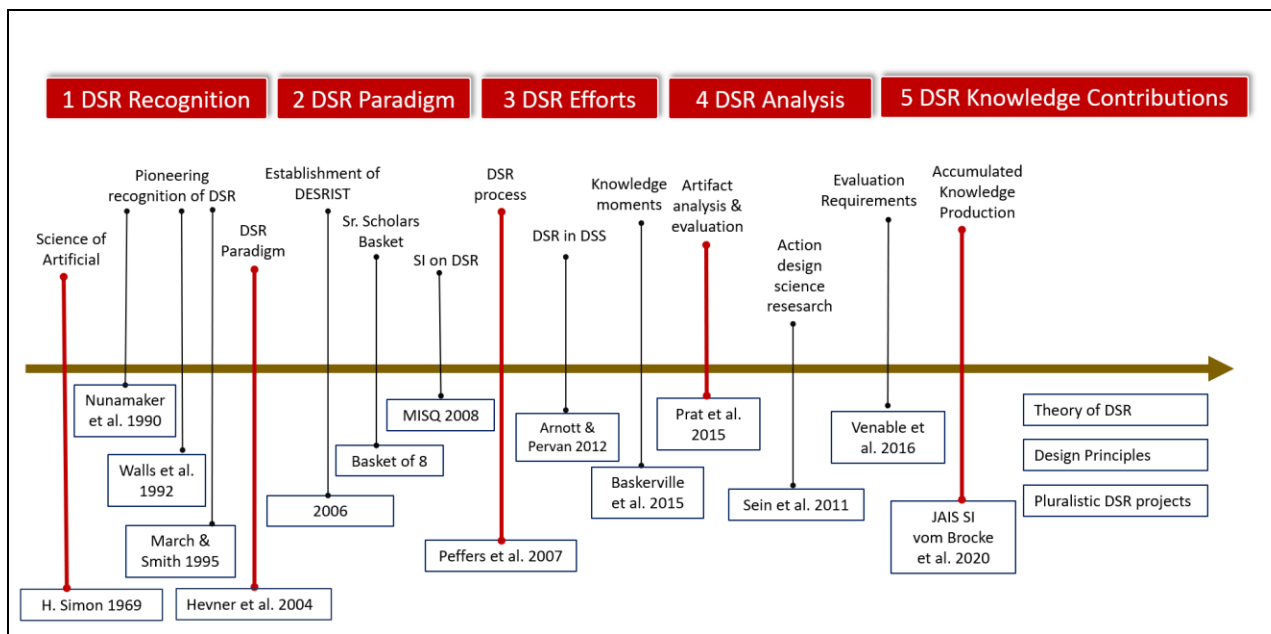 1 DSR Recognition
2 DSR Paradigm
3 DSR Efforts
4 DSR Analysis
5 DSR Knowledge Contributions
Science of
Artificial
Pioneering
recognition of DSR
DSR
Paradigm
Establishment of
DESRIST
Sr. Scholars
Basket
SI on DSR
DSR
process
DSR in DSS
Knowledge
moments
Artifact
analysis &
evaluation
Action
design
science
resesarch
Evaluation
Requirements
Accumulated
Knowledge
Production
H. Simon 1969
Nunamaker
et al. 1990
Walls et al.
1992
March &
Smith 1995
Hevner et al. 2004
2006
Basket of 8
MISQ 2008
Peffers et al. 2007
Arnott &
Pervan 2012
Baskerville
et al. 2015
Prat et al.
2015
Sein et al. 2011
Venable et
al. 2016
JAIS SI
vom Brocke
et al. 2020
Theory of DSR
Design Principles
Pluralistic DSR projects